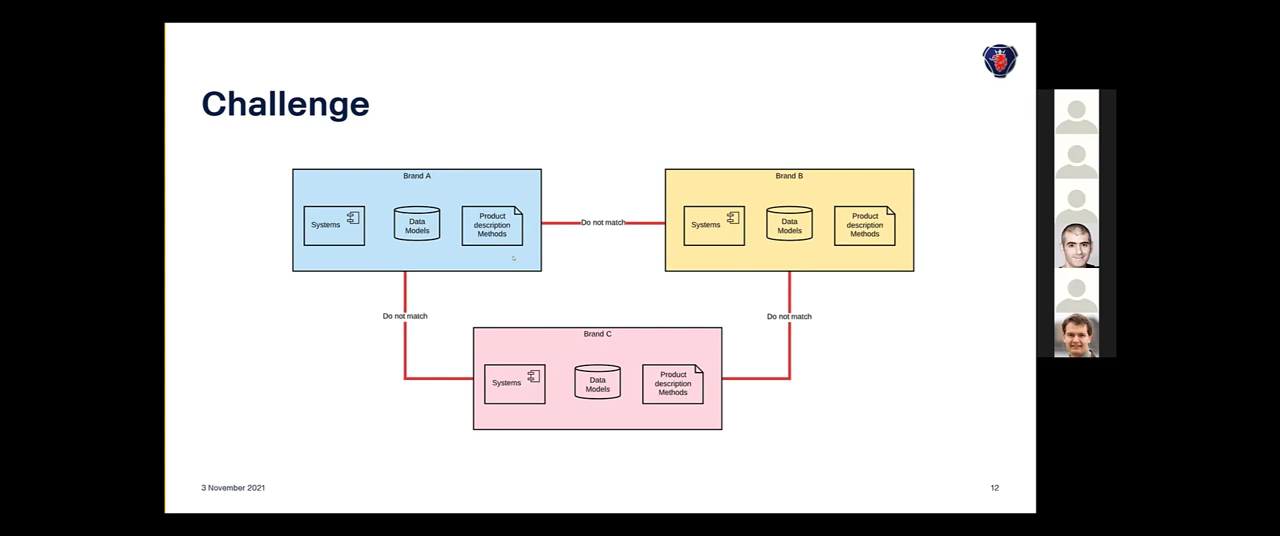 Challenge
Brand A
Systems
Data
Models
Product
description
Methods
Do not match
Brand B
Systems
Data
Models
Product
description
Methods
Do not match
Do not match
Brand C
Systems
Data
Models
Product
description
Methods
3 November 2021
12